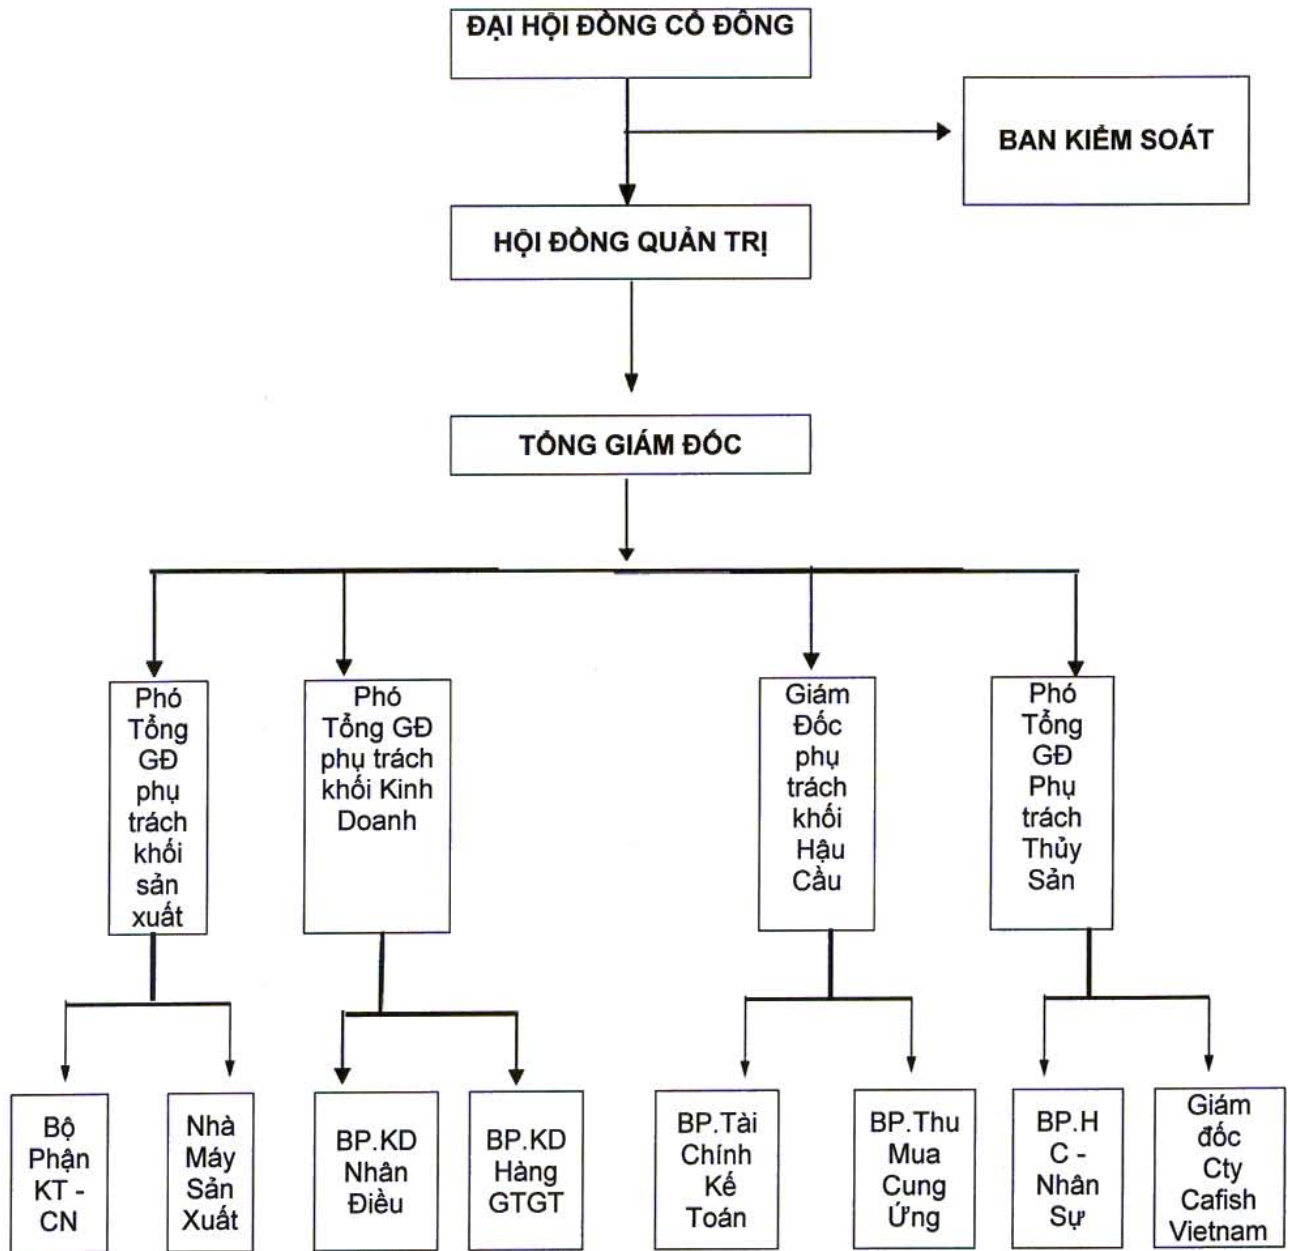 ĐẠI HỘI ĐỒNG CỔ ĐÔNG
BAN KIỂM SOÁT
HỘI ĐỒNG QUẢN TRỊ
TỔNG GIÁM ĐỐC
Phó
Tổng
GĐ
phụ
trách
khối
sản
xuất
Phó
Tổng GĐ
phụ trách
khối Kinh
Doanh
Giám
Đốc
phụ
trách
khối
Hậu
Cầu
Phó
Tổng
GĐ
Phụ
trách
Thủy
Sản
Bộ
Phận
KT -
CN
Nhà
Máy
Sản
Xuất
BP.KD
Nhân
Điều
BP.KD
Hàng
GTGT
BP.Tài
Chính
Kế
Toán
BP.Thu
Mua
Cung
Ứng
BP.H
C -
Nhân
Sự
Giám
đốc
Cty
Cafish
Vietnam